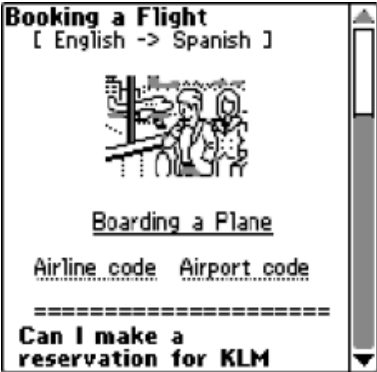 Booking a Flight
[ English -> Spanish ]
Boarding a Plane
Airline code Airport code
=====================
Can I make a
reservation for KLM